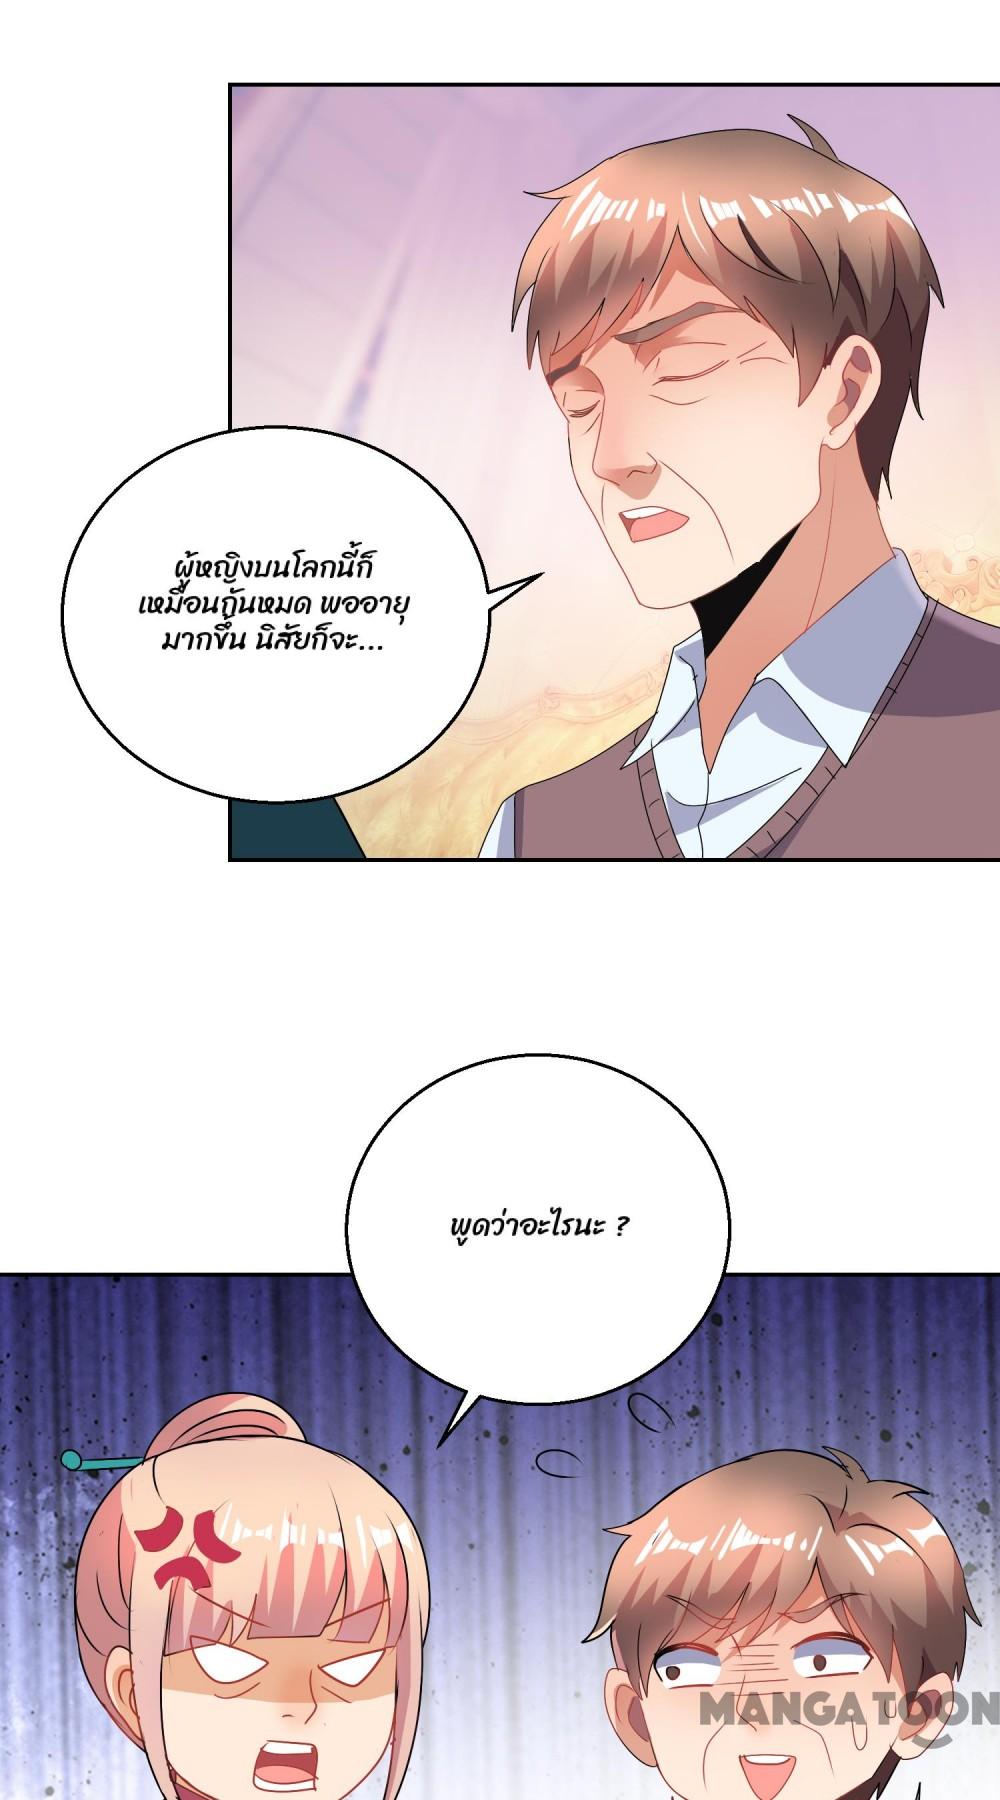 ผู้หญิงบนโลกนี้ก็
เหมือนกันหมด พออายุ
มากขึ้น นิสัยก็จะ...
พูดว่าอะไรนะ ?
MANGA TOON